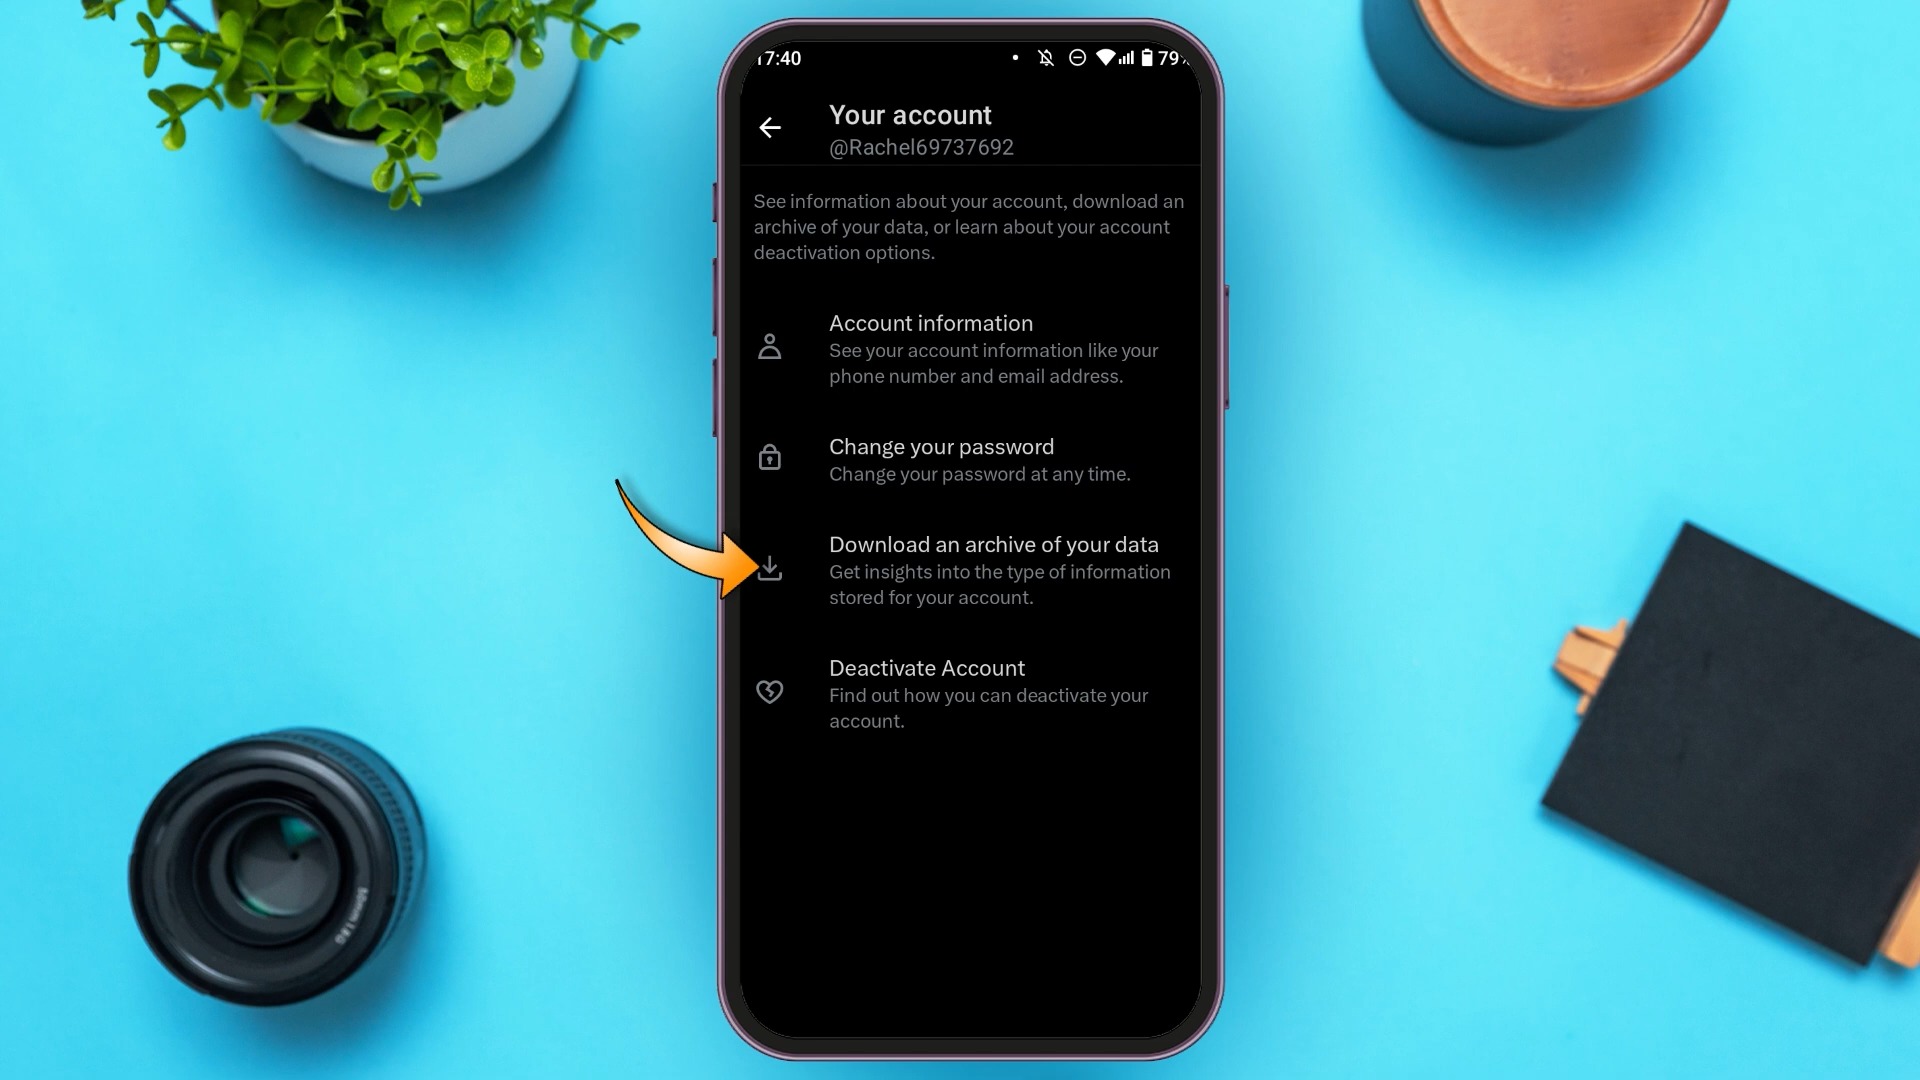 17:40
79%
Your account
@Rachel69737692
See information about your account, download an
archive of your data, or learn about your account
deactivation options.
Account information
See your account information like your
phone number and email address.
Change your password
Change your password at any time.
Download an archive of your data
Get insights into the type of information
stored for your account.
Deactivate Account
Find out how you can deactivate your
account.